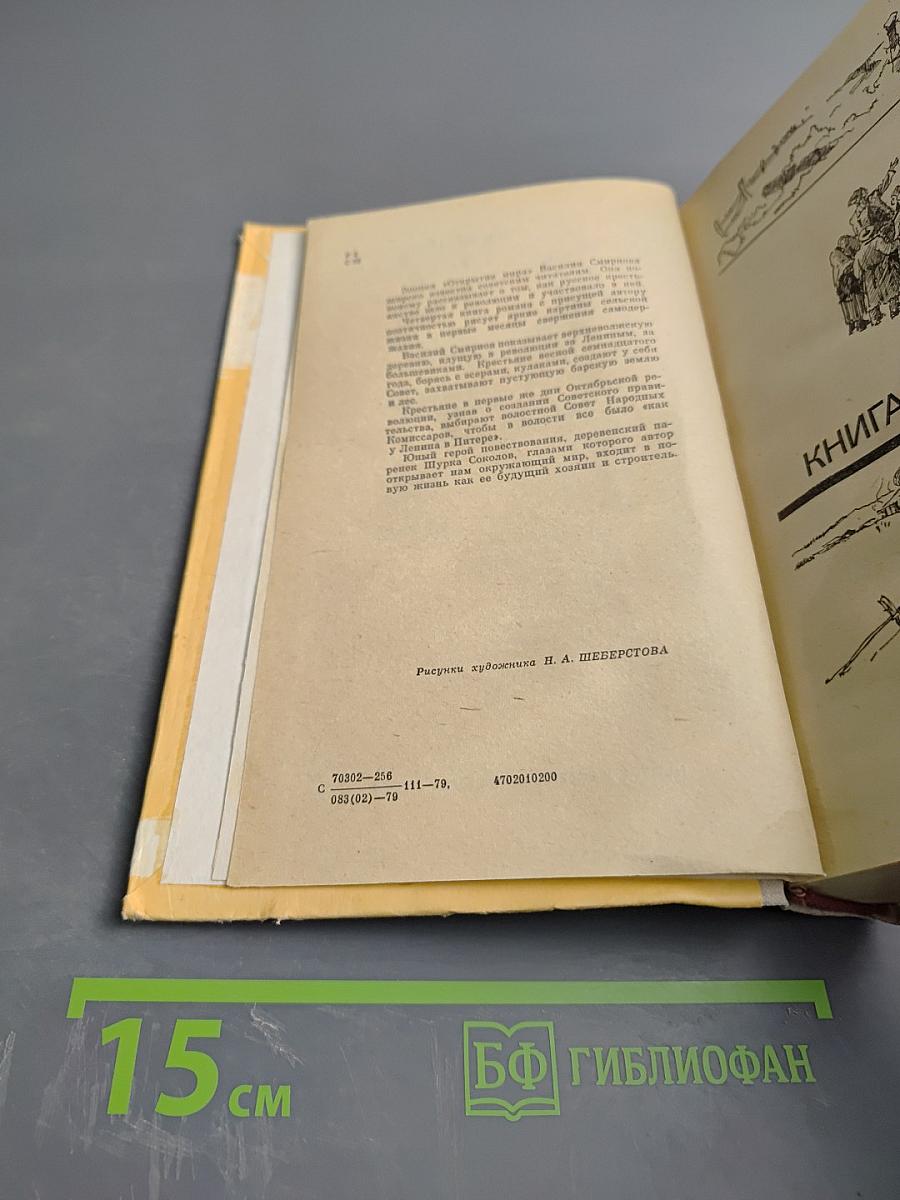 Р2
С50
Эпопея «Открытие мира» Василия Смирнова
широко известна советским читателям. Она по-
новому рассказывает о том, как русское кресть-
янство шло к революции и участвовало в ней.
Четвертая книга романа с присущей автору
поэтичностью рисует яркие картины сельской
жизни в первые месяцы свержения самодер-
жавия.
Василий Смирнов показывает верхневолжскую
деревню, идущую в революции за Лениным, за
большевиками. Крестьяне весной семнадцатого
года, борясь с эсерами, кулаками, создают у себя
Совет, захватывают пустующую барскую землю
и лес.
Крестьяне в первые же дни Октябрьской ре-
волюции, узнав о создании Советского прави-
тельства, выбирают волостной Совет Народных
Комиссаров, чтобы в волости все было «как
у Ленина в Питере».
Юный герой повествования, деревенский па-
ренек Шурка Соколов, глазами которого автор
открывает нам окружающий мир, входит в но-
вую жизнь как ее будущий хозяин и строитель.
Рисунки художника Н. А. ШЕБЕРСТОВА
С 70302—256
083(02)—79 111—79, 4702010200
КНИГА
15 см
БФ ГИБЛИОФАН